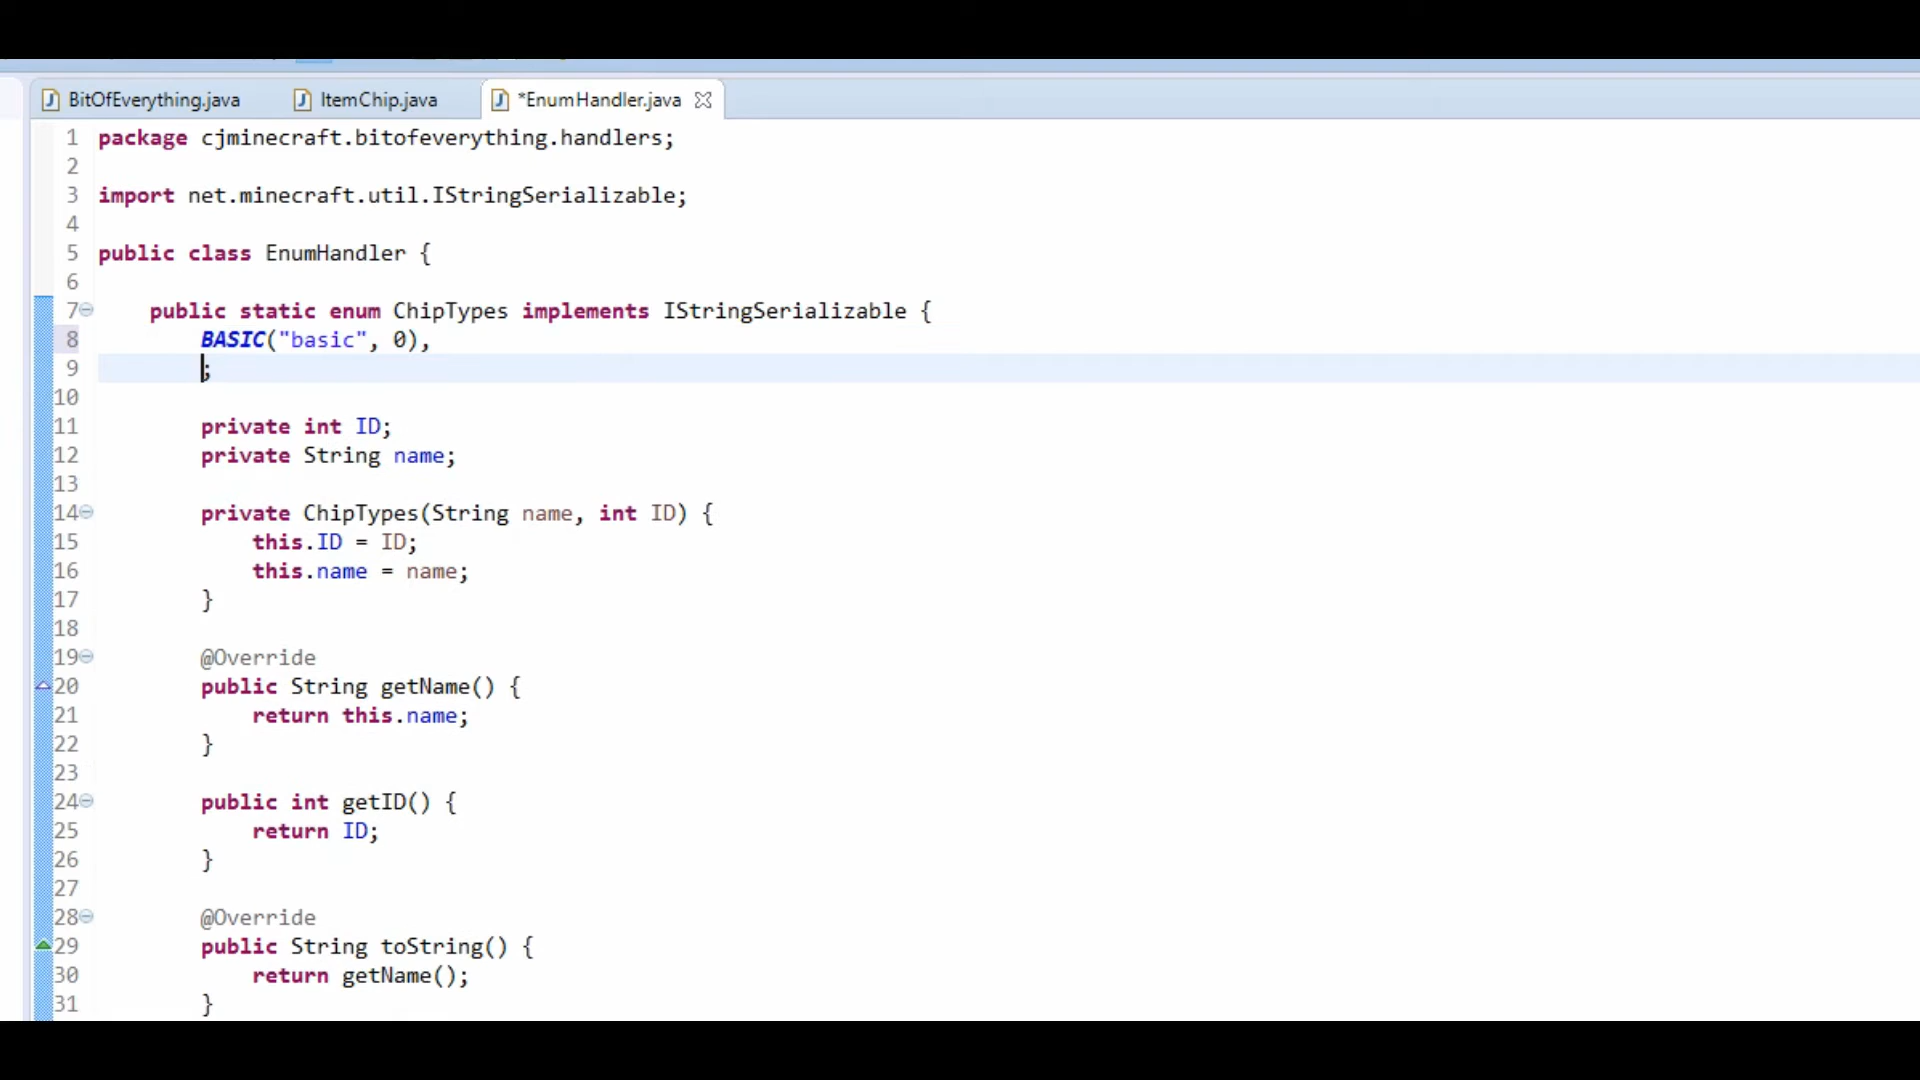 BitOfEverything.java ItemChip.java *EnumHandler.java
1 package cjminecraft.bitofeverything.handlers;
2
3 import net.minecraft.util.IStringSerializable;
4
5 public class EnumHandler {
6
7 public static enum ChipTypes implements IStringSerializable {
8 BASIC("basic", 0),
9 ;
10
11 private int ID;
12 private String name;
13
14 private ChipTypes(String name, int ID) {
15 this.ID = ID;
16 this.name = name;
17 }
18
19 @Override
20 public String getName() {
21 return this.name;
22 }
23
24 public int getID() {
25 return ID;
26 }
27
28 @Override
29 public String toString() {
30 return getName();
31 }